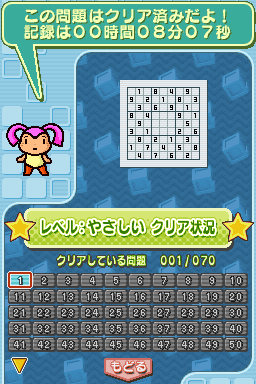 この問題はクリア済みだよ！
記録は００時間０８分０７秒
レベル：やさしい クリア状況
クリアしている問題 001/070
1 2 3 4 5 6 7 8 9 10
11 12 13 14 15 16 17 18 19 20
21 22 23 24 25 26 27 28 29 30
31 32 33 34 35 36 37 38 39 40
41 42 43 44 45 46 47 48 49 50
もどる